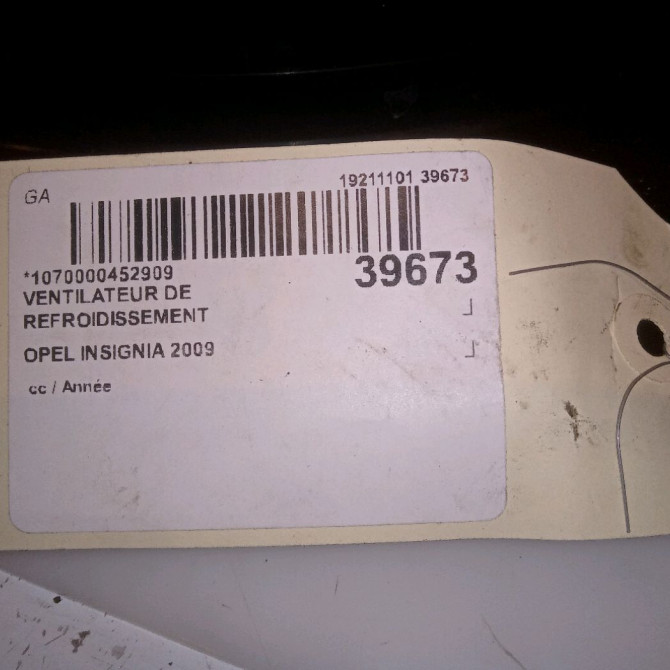 GA
19211101 39673
*1070000452909
39673
VENTILATEUR DE
REFROIDISSEMENT
OPEL INSIGNIA 2009
cc / Année